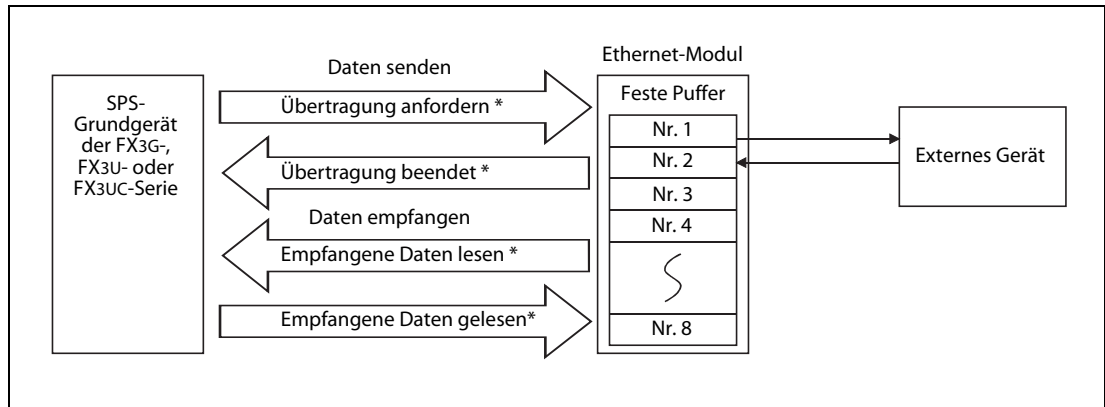 SPS-
Grundgerät
der FX3G-,
FX3U- oder
FX3UC-Serie
Daten senden
Übertragung anfordern *
Übertragung beendet *
Daten empfangen
Empfangene Daten lesen *
Empfangene Daten gelesen*
Ethernet-Modul
Feste Puffer
Nr. 1
Nr. 2
Nr. 3
Nr. 4
Nr. 8
Externes Gerät